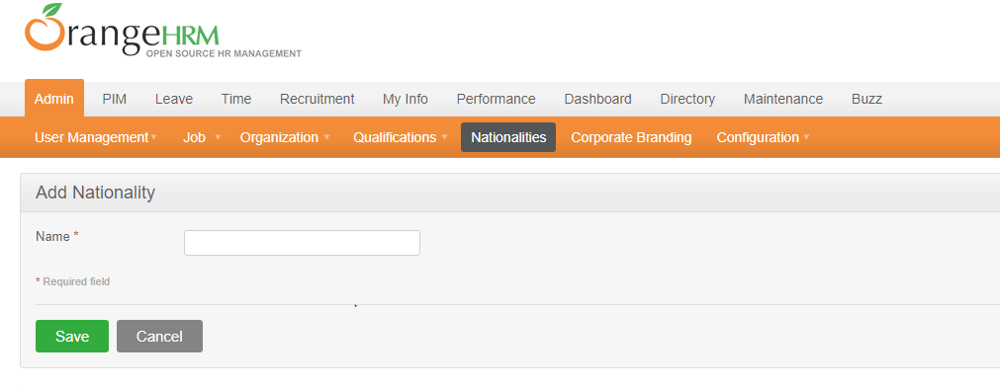 OrangeHRM
OPEN SOURCE HR MANAGEMENT
Admin PIM Leave Time Recruitment My Info Performance Dashboard Directory Maintenance Buzz
User Management Job Organization Qualifications Nationalities Corporate Branding Configuration
Add Nationality
Name *
* Required field
Save Cancel